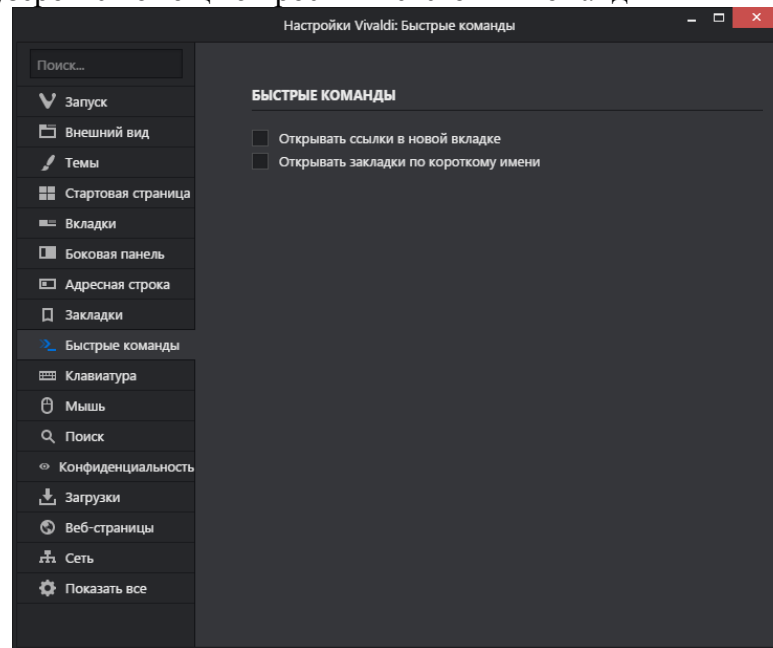 Настройки Vivaldi: Быстрые команды
Поиск...
Запуск
Внешний вид
Темы
Стартовая страница
Вкладки
Боковая панель
Адресная строка
Закладки
Быстрые команды
Клавиатура
Мышь
Поиск
Конфиденциальность
Загрузки
Веб-страницы
Сеть
Показать все
БЫСТРЫЕ КОМАНДЫ
Открывать ссылки в новой вкладке
Открывать закладки по короткому имени